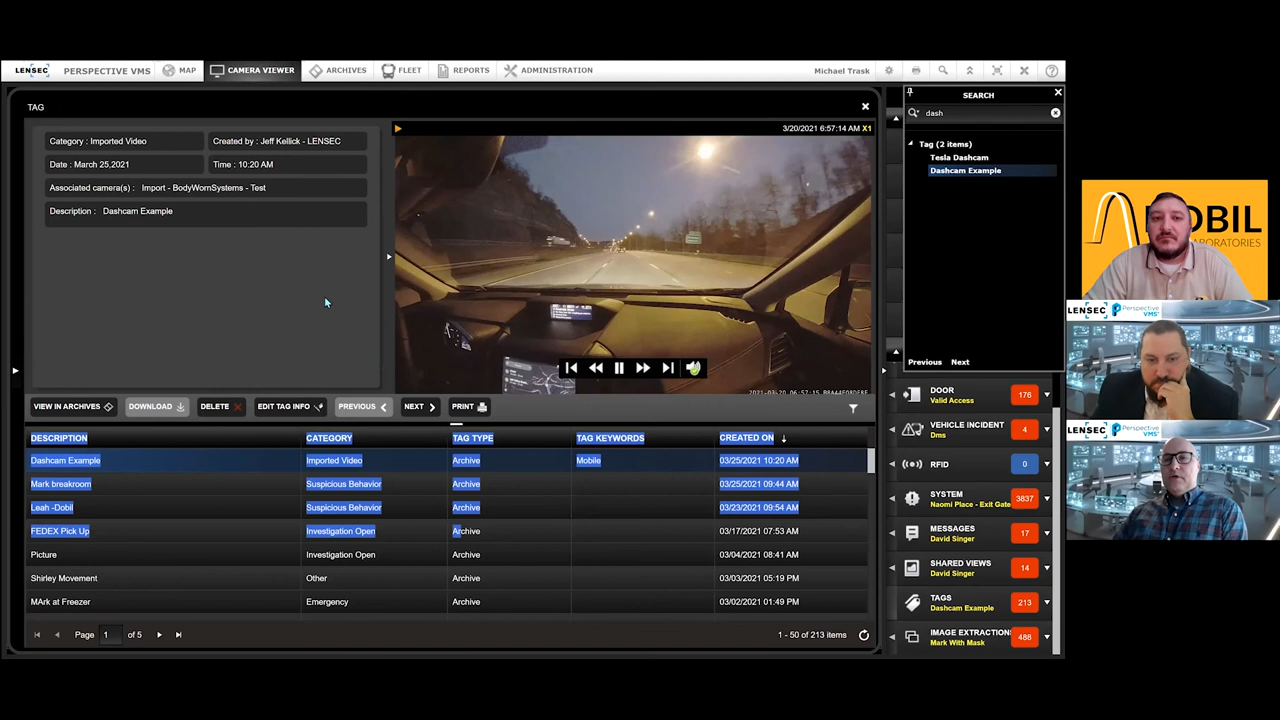 LENSEC PERSPECTIVE VMS MAP CAMERA VIEWER ARCHIVES FLEET REPORTS ADMINISTRATION Michael Trask
TAG
Category : Imported Video
Created by : Jeff Kellick - LENSEC
Date : March 25,2021
Time : 10:20 AM
Associated camera(s) : Import - BodyWornSystems - Test
Description : Dashcam Example
3/20/2021 6:57:14 AM X1
SEARCH
dash
Tag (2 items)
Tesla Dashcam
Dashcam Example
Previous Next
VIEW IN ARCHIVES DOWNLOAD DELETE EDIT TAG INFO PREVIOUS NEXT PRINT
DESCRIPTION CATEGORY TAG TYPE TAG KEYWORDS CREATED ON
Dashcam Example Imported Video Archive Mobile 03/25/2021 10:20 AM
Mark breakroom Suspicious Behavior Archive 03/25/2021 09:44 AM
Leah -Dobil Suspicious Behavior Archive 03/23/2021 09:54 AM
FEDEX Pick Up Investigation Open Archive 03/17/2021 07:53 AM
Picture Investigation Open Archive 03/04/2021 08:41 AM
Shirley Movement Other Archive 03/03/2021 05:19 PM
MArk at Freezer Emergency Archive 03/02/2021 01:49 PM
Page 1 of 5
1 - 50 of 213 items
DOOR
Valid Access
176
VEHICLE INCIDENT
Dms
4
RFID
0
SYSTEM
Naomi Place - Exit Gate
3837
MESSAGES
David Singer
17
SHARED VIEWS
David Singer
14
TAGS
Dashcam Example
213
IMAGE EXTRACTION
Mark With Mask
488
OBIL
ORATORIES
LENSEC Perspective VMS
LENSEC Perspective VMS